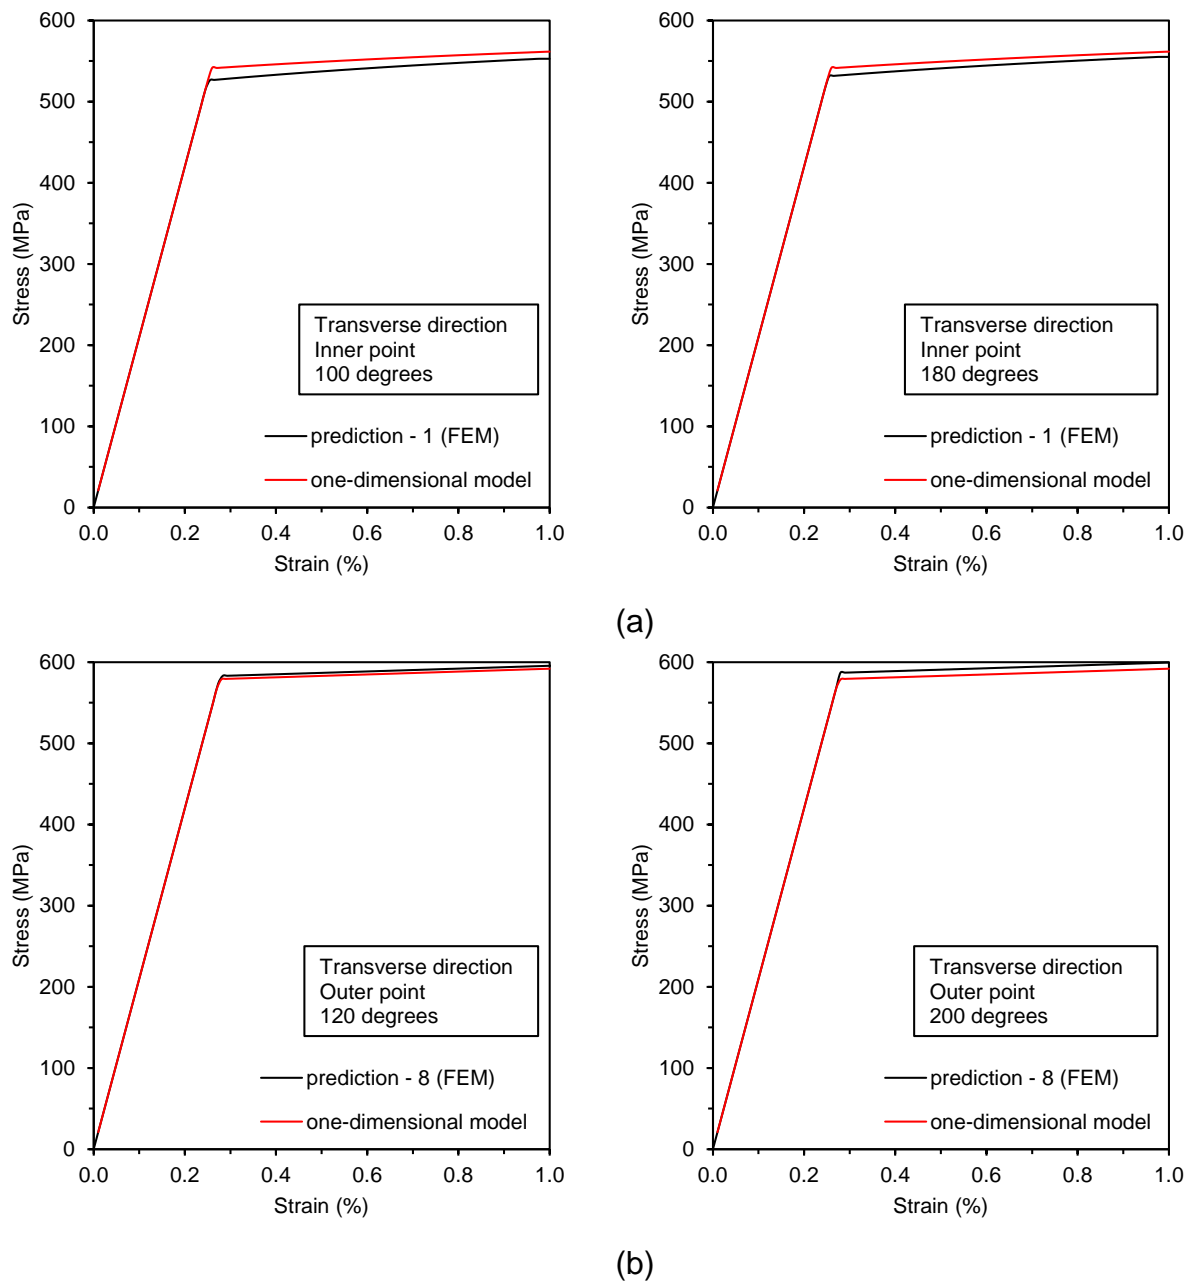 600
500
400
300
200
100
0
Stress (MPa)
Transverse direction
Inner point
100 degrees
prediction - 1 (FEM)
one-dimensional model
0.0 0.2 0.4 0.6 0.8 1.0
Strain (%)
600
500
400
300
200
100
0
Stress (MPa)
Transverse direction
Inner point
180 degrees
prediction - 1 (FEM)
one-dimensional model
0.0 0.2 0.4 0.6 0.8 1.0
Strain (%)
(a)
600
500
400
300
200
100
0
Stress (MPa)
Transverse direction
Outer point
120 degrees
prediction - 8 (FEM)
one-dimensional model
0.0 0.2 0.4 0.6 0.8 1.0
Strain (%)
600
500
400
300
200
100
0
Stress (MPa)
Transverse direction
Outer point
200 degrees
prediction - 8 (FEM)
one-dimensional model
0.0 0.2 0.4 0.6 0.8 1.0
Strain (%)
(b)